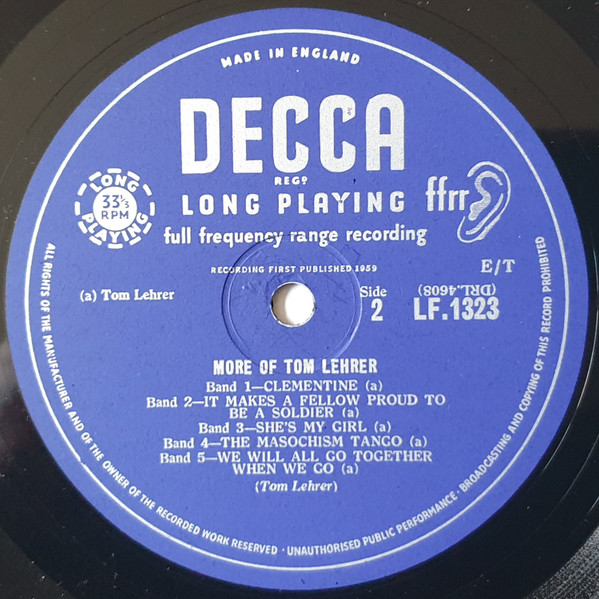 MADE IN ENGLAND
DECCA
REGD
LONG PLAYING
ffrr
full frequency range recording
LONG
33⅓
RPM
PLAYING
RECORDING FIRST PUBLISHED 1959
E/T
(a) Tom Lehrer
Side
2
(DRL.4608)
LF.1323
MORE OF TOM LEHRER
Band 1—CLEMENTINE (a)
Band 2—IT MAKES A FELLOW PROUD TO
BE A SOLDIER (a)
Band 3—SHE'S MY GIRL (a)
Band 4—THE MASOCHISM TANGO (a)
Band 5—WE WILL ALL GO TOGETHER
WHEN WE GO (a)
(Tom Lehrer)
ALL RIGHTS OF THE MANUFACTURER AND OF THE OWNER OF THE RECORDED WORK RESERVED · UNAUTHORISED PUBLIC PERFORMANCE · BROADCASTING AND COPYING OF THIS RECORD PROHIBITED